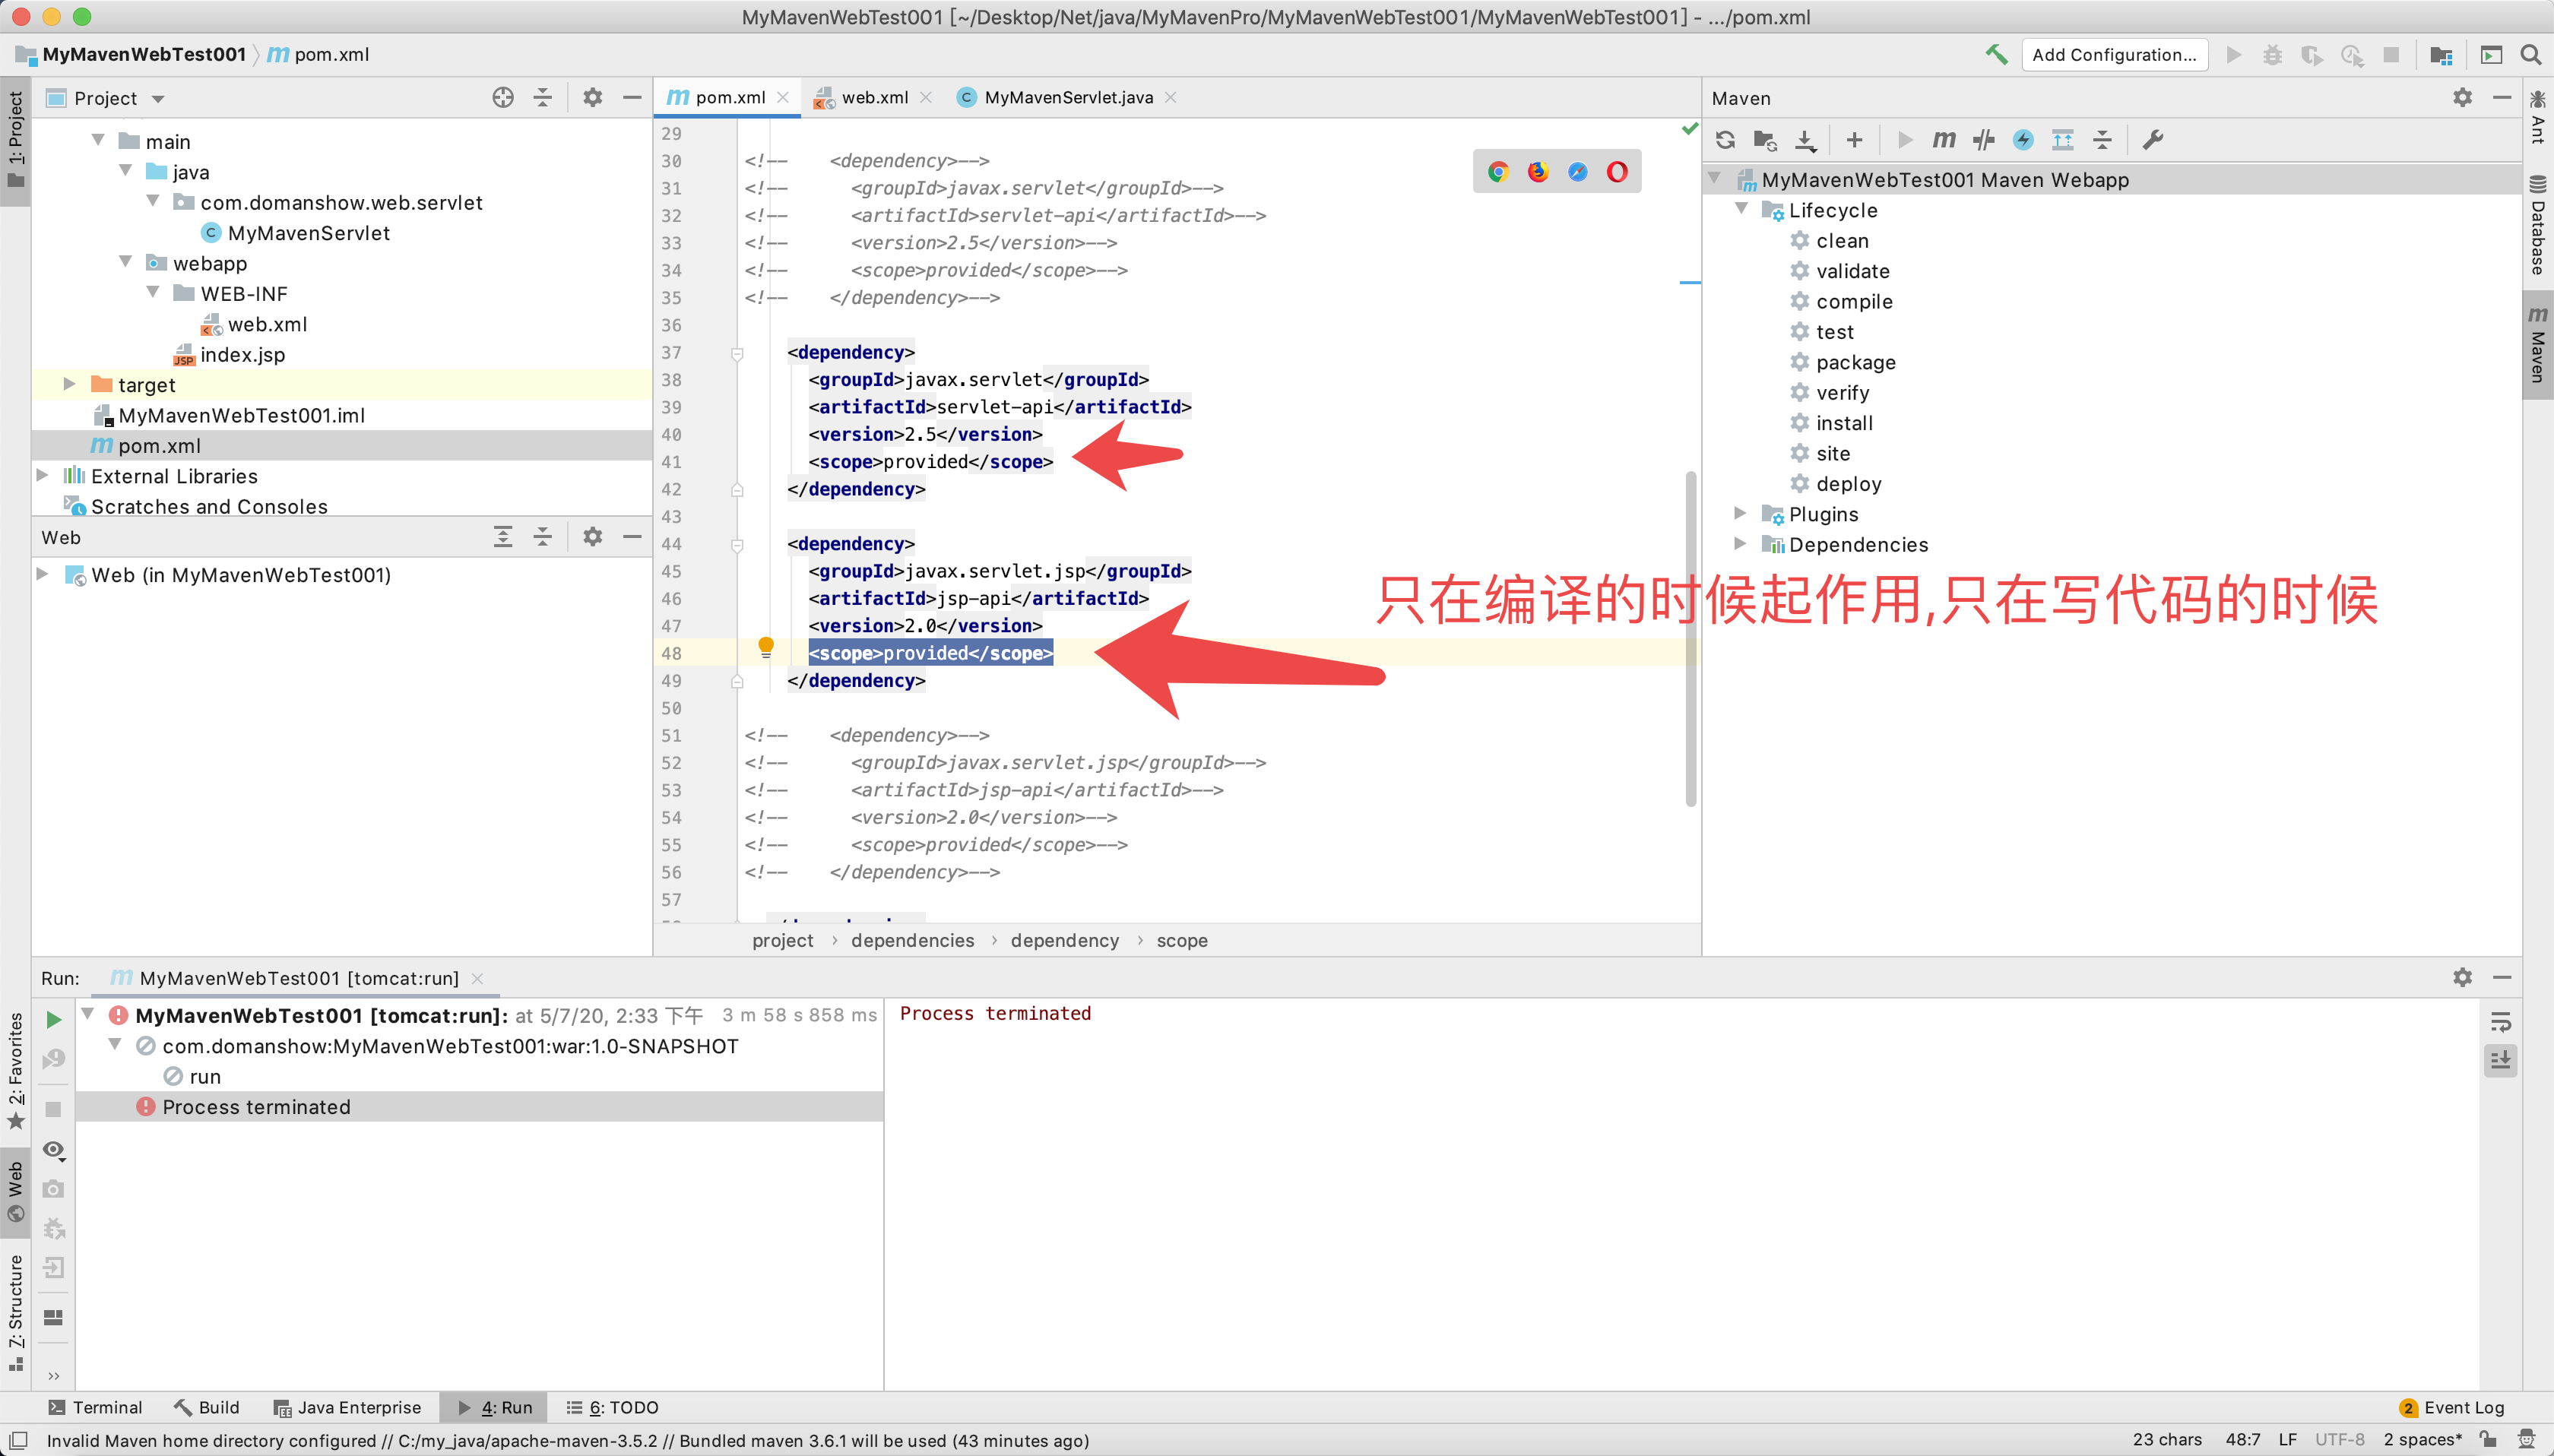 MyMavenWebTest001 [~/Desktop/Net/java/MyMavenPro/MyMavenWebTest001/MyMavenWebTest001] - .../pom.xml
MyMavenWebTest001 pom.xml
Add Configuration...
1: Project
Project
main
java
com.domanshow.web.servlet
MyMavenServlet
webapp
WEB-INF
web.xml
index.jsp
target
MyMavenWebTest001.iml
pom.xml
External Libraries
Scratches and Consoles
Web
Web (in MyMavenWebTest001)
pom.xml web.xml MyMavenServlet.java
29
30 <!-- <dependency>-->
31 <!-- <groupId>javax.servlet</groupId>-->
32 <!-- <artifactId>servlet-api</artifactId>-->
33 <!-- <version>2.5</version>-->
34 <!-- <scope>provided</scope>-->
35 <!-- </dependency>-->
36
37 <dependency>
38 <groupId>javax.servlet</groupId>
39 <artifactId>servlet-api</artifactId>
40 <version>2.5</version>
41 <scope>provided</scope>
42 </dependency>
43
44 <dependency>
45 <groupId>javax.servlet.jsp</groupId>
46 <artifactId>jsp-api</artifactId>
47 <version>2.0</version>
48 <scope>provided</scope>
49 </dependency>
50
51 <!-- <dependency>-->
52 <!-- <groupId>javax.servlet.jsp</groupId>-->
53 <!-- <artifactId>jsp-api</artifactId>-->
54 <!-- <version>2.0</version>-->
55 <!-- <scope>provided</scope>-->
56 <!-- </dependency>-->
57
只在编译的时候起作用,只在写代码的时候
project › dependencies › dependency › scope
Maven
MyMavenWebTest001 Maven Webapp
Lifecycle
clean
validate
compile
test
package
verify
install
site
deploy
Plugins
Dependencies
Ant
Database
Maven
Run: MyMavenWebTest001 [tomcat:run]
MyMavenWebTest001 [tomcat:run]: at 5/7/20, 2:33 下午 3 m 58 s 858 ms
com.domanshow:MyMavenWebTest001:war:1.0-SNAPSHOT
run
Process terminated
Process terminated
2: Favorites
Web
7: Structure
Terminal Build Java Enterprise 4: Run 6: TODO
2 Event Log
Invalid Maven home directory configured // C:/my_java/apache-maven-3.5.2 // Bundled maven 3.6.1 will be used (43 minutes ago)
23 chars 48:7 LF UTF-8 2 spaces*